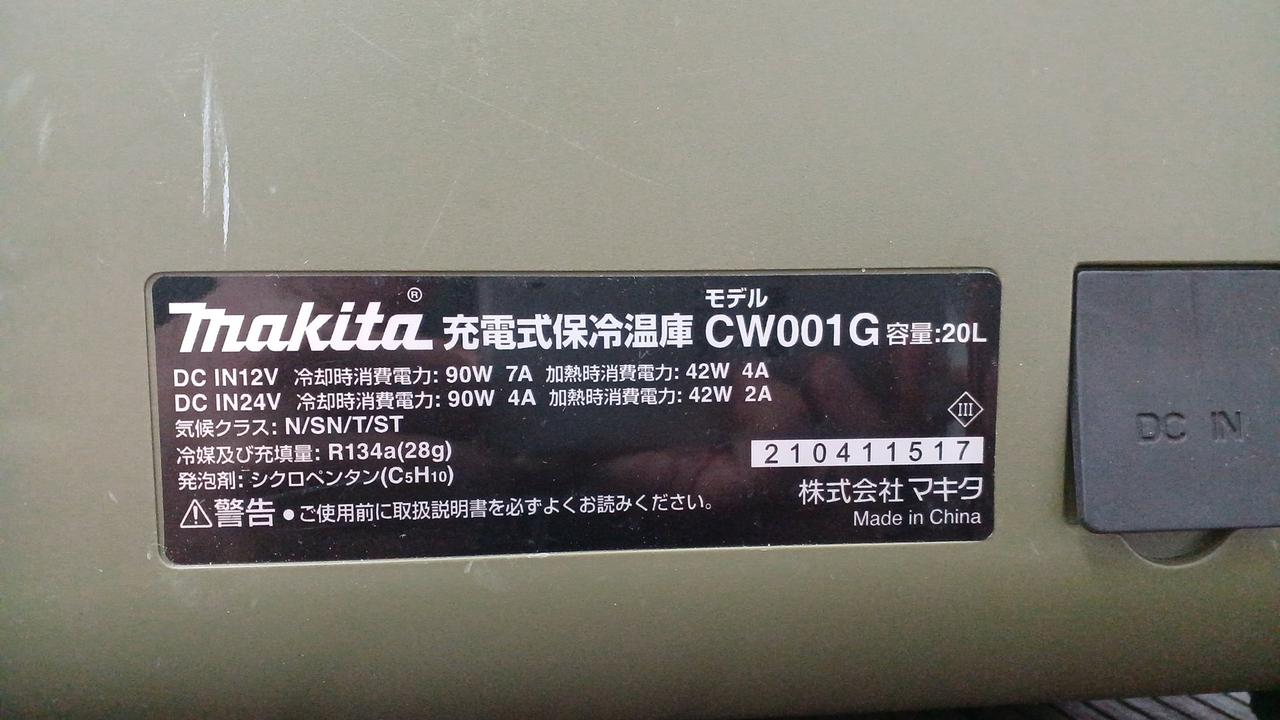 makita® 充電式保冷温庫 モデル CW001G 容量:20L
DC IN12V 冷却時消費電力: 90W 7A 加熱時消費電力: 42W 4A
DC IN24V 冷却時消費電力: 90W 4A 加熱時消費電力: 42W 2A
気候クラス: N/SN/T/ST
III
冷媒及び充填量: R134a(28g)
210411517
発泡剤: シクロペンタン(C5H10)
株式会社マキタ
⚠警告 ●ご使用前に取扱説明書を必ずよくお読みください。
Made in China
DC IN